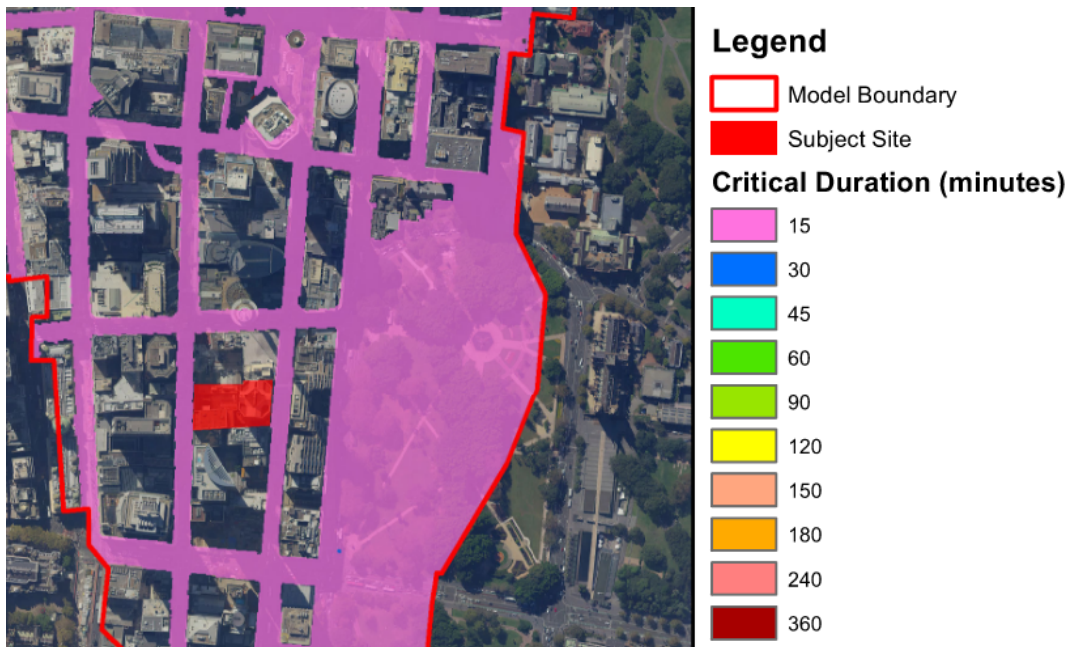 Legend
Model Boundary
Subject Site
Critical Duration (minutes)
15
30
45
60
90
120
150
180
240
360